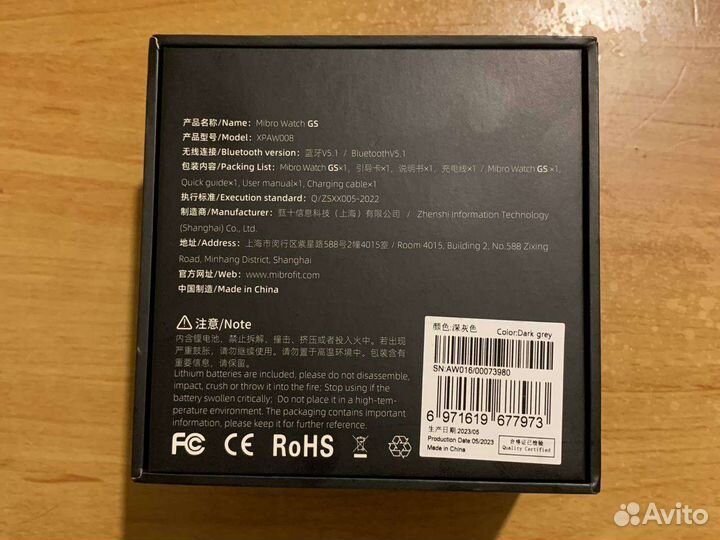 产品名称/Name: Mibro Watch GS
产品型号/Model: XPAW008
无线连接/Bluetooth version: 蓝牙V5.1 / BluetoothV5.1
包装内容/Packing List: Mibro Watch GS×1、引导卡×1、说明书×1、充电线×1 / Mibro Watch GS ×1,
Quick guide×1, User manual×1, Charging cable×1
执行标准/Execution standard: Q/ZSXX005-2022
制造商/Manufacturer: 蓁十信息科技（上海）有限公司 / Zhenshi Information Technology
(Shanghai) Co., Ltd.
地址/Address: 上海市闵行区紫星路588号2幢4015室 / Room 4015, Building 2, No.588 Zixing
Road, Minhang District, Shanghai
官方网址/Web: www.mibrofit.com
中国制造/Made in China
注意/Note
内含锂电池，禁止拆解、撞击、挤压或者投入火中。若出现
严重鼓胀，请勿继续使用。请勿置于高温环境中。包装含有
重要信息，请保留。
Lithium batteries are included, please do not disassemble,
impact, crush or throw it into the fire; Stop using if the
battery swollen critically; Do not place it in a high-tem-
perature environment. The packaging contains important
information, please keep it for further reference.
FC CE RoHS
颜色:深灰色 Color:Dark grey
SN:AW016/00073980
6 971619 677973
生产日期:2023/05
Production Date:05/2023
Made in China
合格证已检验
Quality Certified
Avito